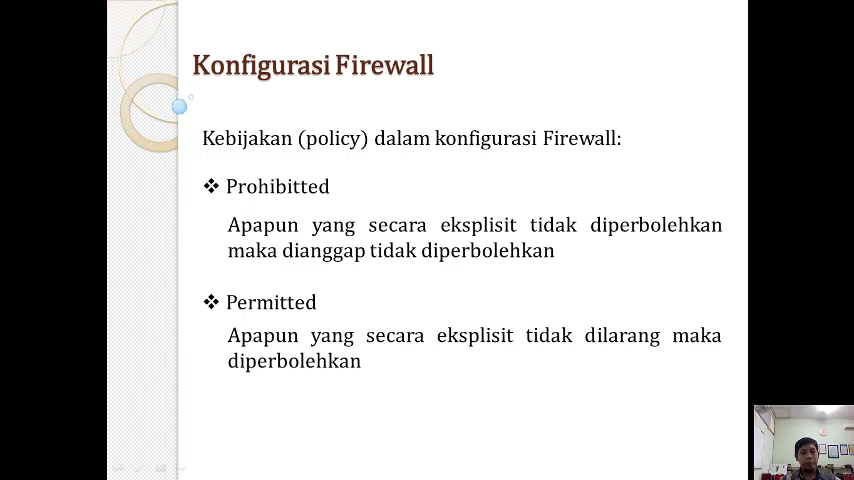 Konfigurasi Firewall
Kebijakan (policy) dalam konfigurasi Firewall:
Prohibitted
Apapun yang secara eksplisit tidak diperbolehkan
maka dianggap tidak diperbolehkan
Permitted
Apapun yang secara eksplisit tidak dilarang maka
diperbolehkan